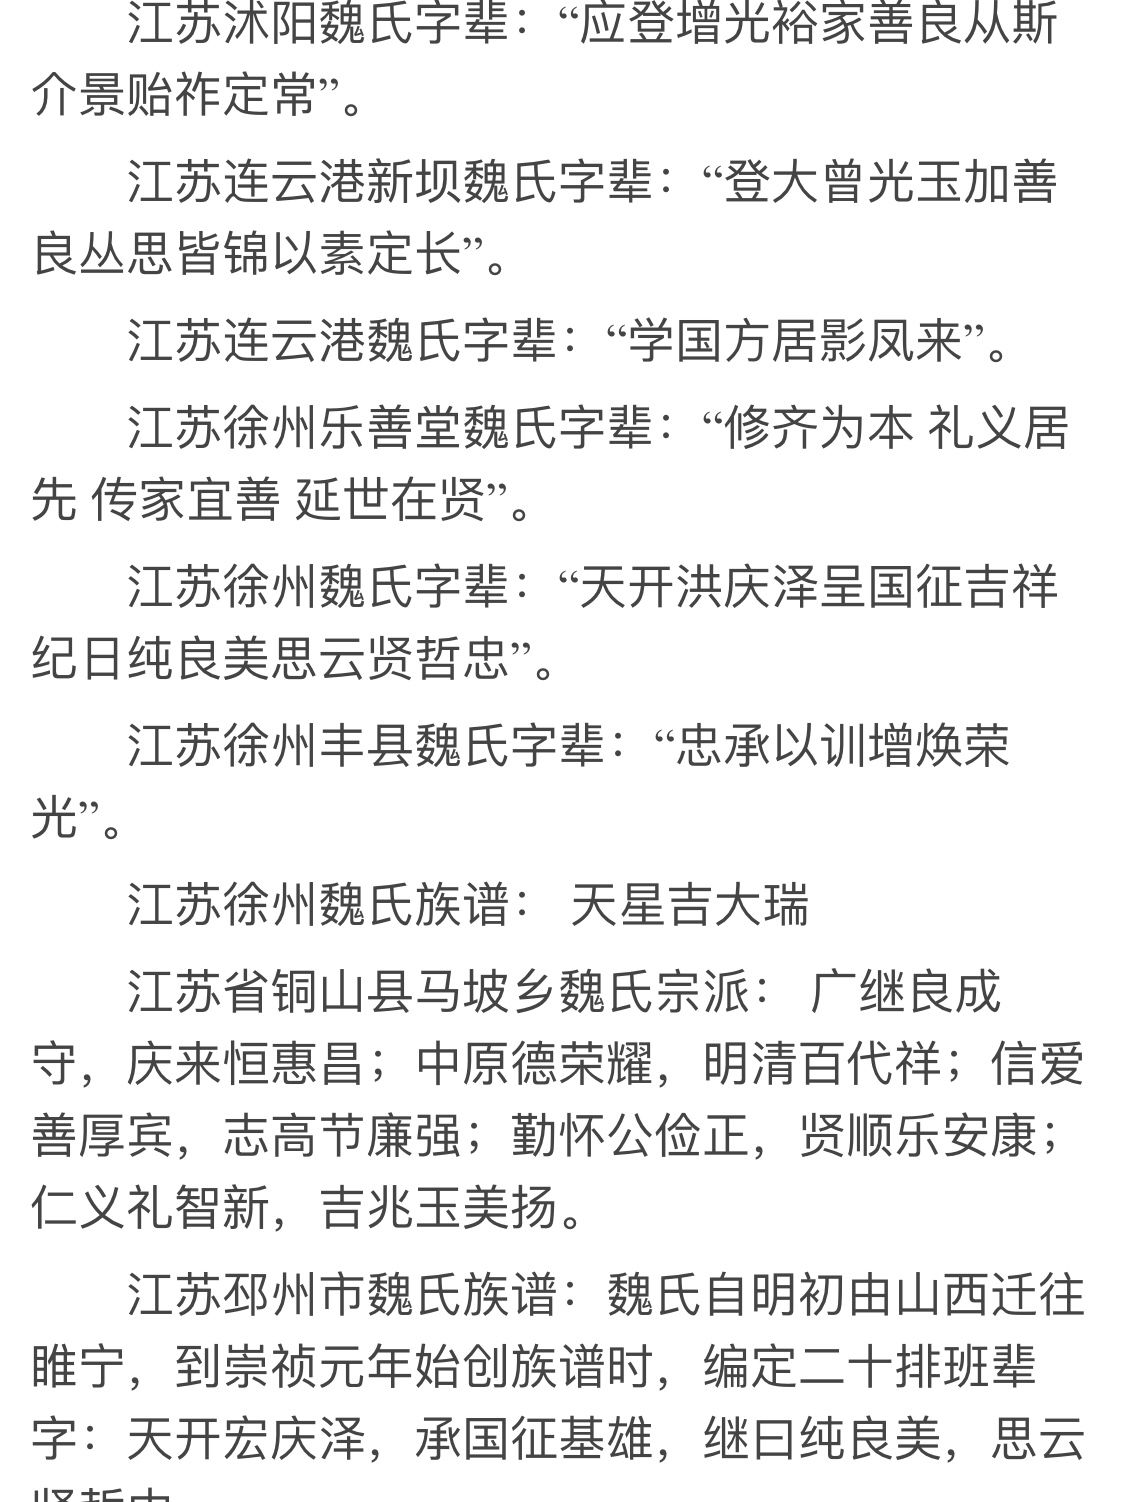 江苏沭阳魏氏字辈：“应登增光裕家善良从斯
介景贻祚定常”。
江苏连云港新坝魏氏字辈：“登大曾光玉加善
良丛思皆锦以素定长”。
江苏连云港魏氏字辈：“学国方居影凤来”。
江苏徐州乐善堂魏氏字辈：“修齐为本 礼义居
先 传家宜善 延世在贤”。
江苏徐州魏氏字辈：“天开洪庆泽呈国征吉祥
纪日纯良美思云贤哲忠”。
江苏徐州丰县魏氏字辈：“忠承以训增焕荣
光”。
江苏徐州魏氏族谱： 天星吉大瑞
江苏省铜山县马坡乡魏氏宗派： 广继良成
守，庆来恒惠昌；中原德荣耀，明清百代祥；信爱
善厚宾，志高节廉强；勤怀公俭正，贤顺乐安康；
仁义礼智新，吉兆玉美扬。
江苏邳州市魏氏族谱：魏氏自明初由山西迁往
睢宁，到崇祯元年始创族谱时，编定二十排班辈
字：天开宏庆泽，承国征基雄，继曰纯良美，思云